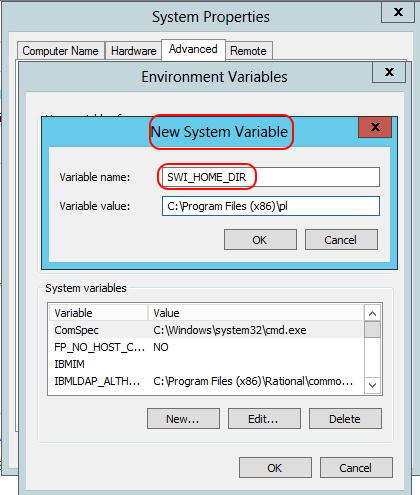 System Properties
X
Computer Name Hardware Advanced Remote
Environment Variables
X
New System Variable
X
Variable name: SWI_HOME_DIR
Variable value: C:\Program Files (x86)\pl
OK Cancel
System variables
Variable Value
ComSpec C:\Windows\system32\cmd.exe
FP_NO_HOST_C... NO
IBMIM
IBMLDAP_ALTH... C:\Program Files (x86)\Rational\commo...
New... Edit... Delete
OK Cancel